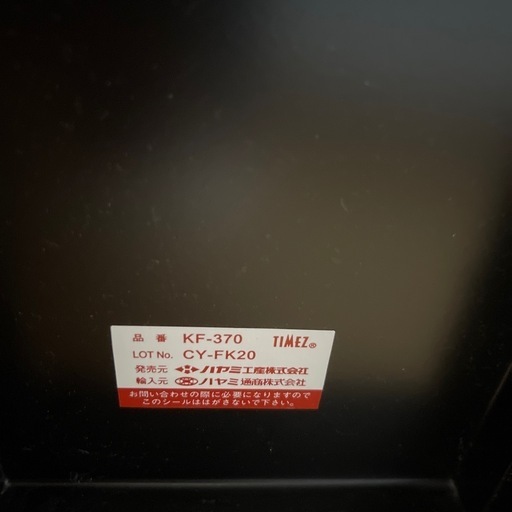 品番 KF-370 TIMEZ®
LOT No. CY-FK20
発売元 ハヤミ工産株式会社
輸入元 ハヤミ通商株式会社
お問い合わせの際に必要になりますので
このシールははがさないで下さい。